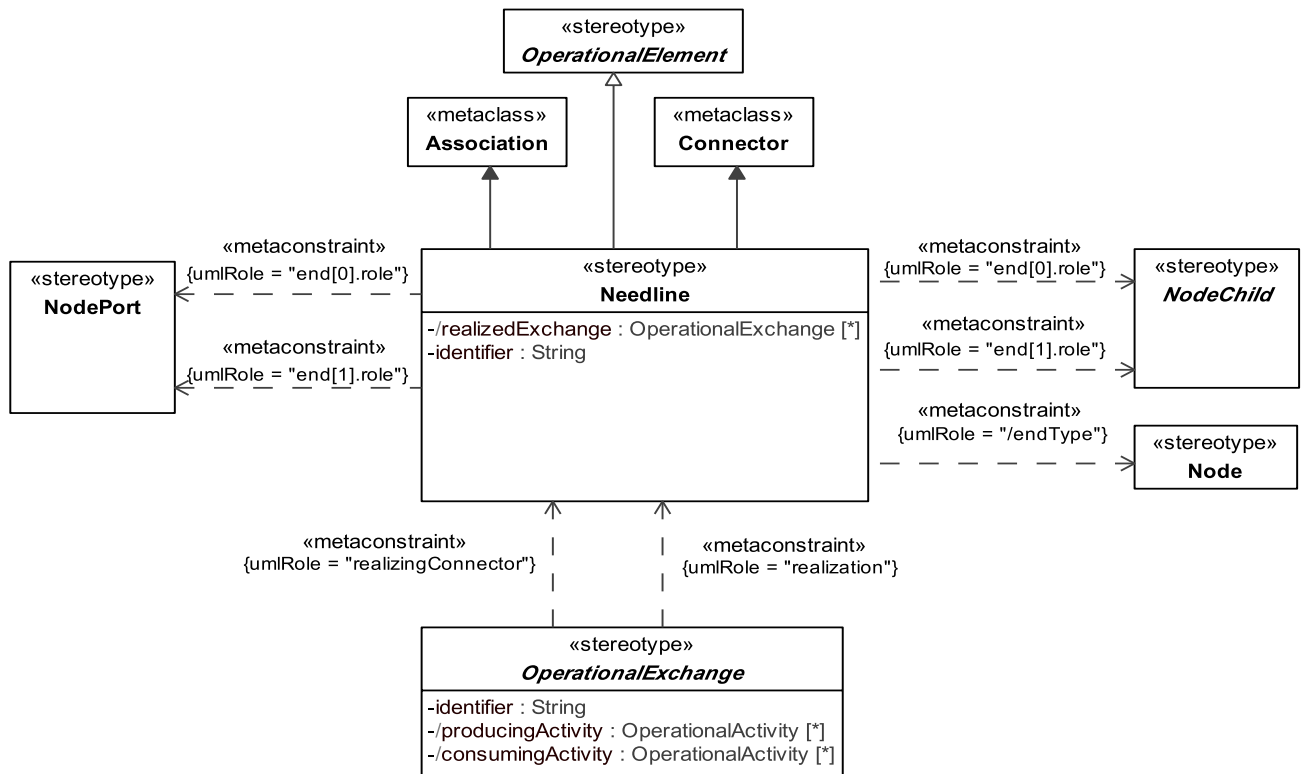 «stereotype»
OperationalElement
«metaclass»
Association
«metaclass»
Connector
«metaconstraint»
{umlRole = "end[0].role"}
«stereotype»
NodePort
«metaconstraint»
{umlRole = "end[1].role"}
«stereotype»
Needline
-/realizedExchange : OperationalExchange [*]
-identifier : String
«metaconstraint»
{umlRole = "end[0].role"}
«stereotype»
NodeChild
«metaconstraint»
{umlRole = "end[1].role"}
«metaconstraint»
{umlRole = "/endType"}
«stereotype»
Node
«metaconstraint»
{umlRole = "realizingConnector"}
«metaconstraint»
{umlRole = "realization"}
«stereotype»
OperationalExchange
-identifier : String
-/producingActivity : OperationalActivity [*]
-/consumingActivity : OperationalActivity [*]